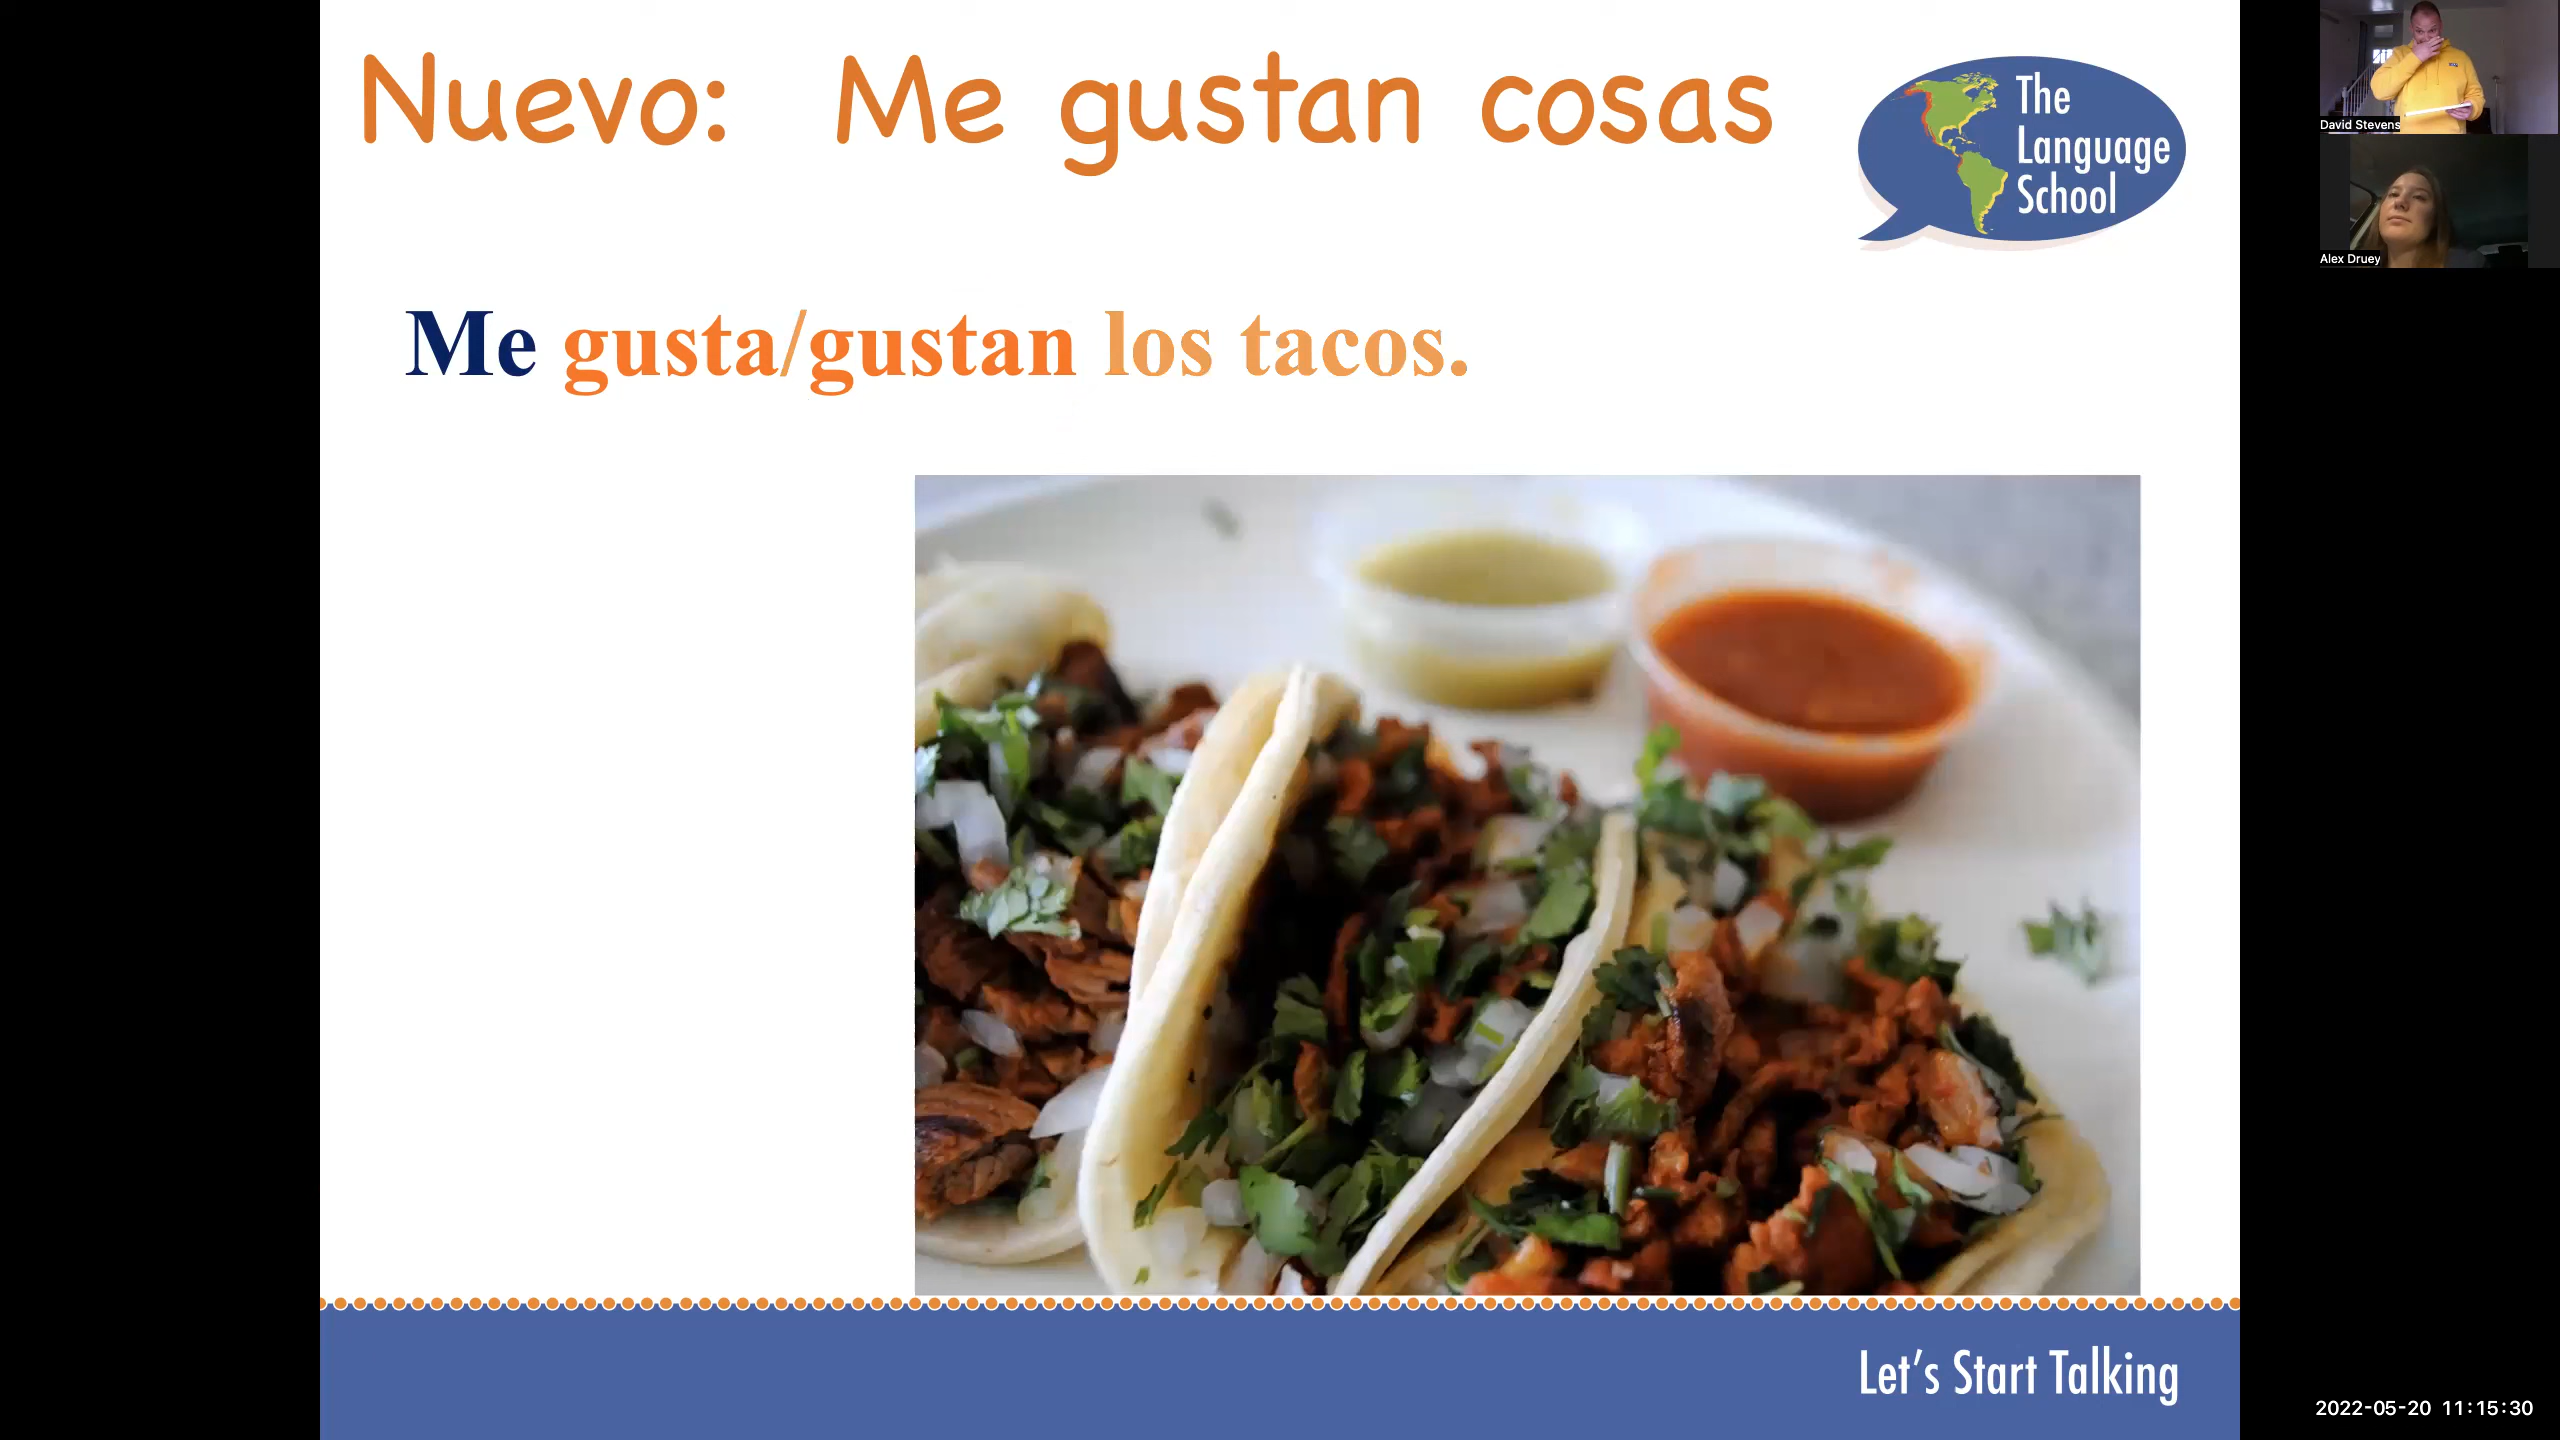 Nuevo: Me gustan cosas
The
Language
School
Me gusta/gustan los tacos.
Let's Start Talking
David Stevens
Alex Druey
2022-05-20 11:15:30